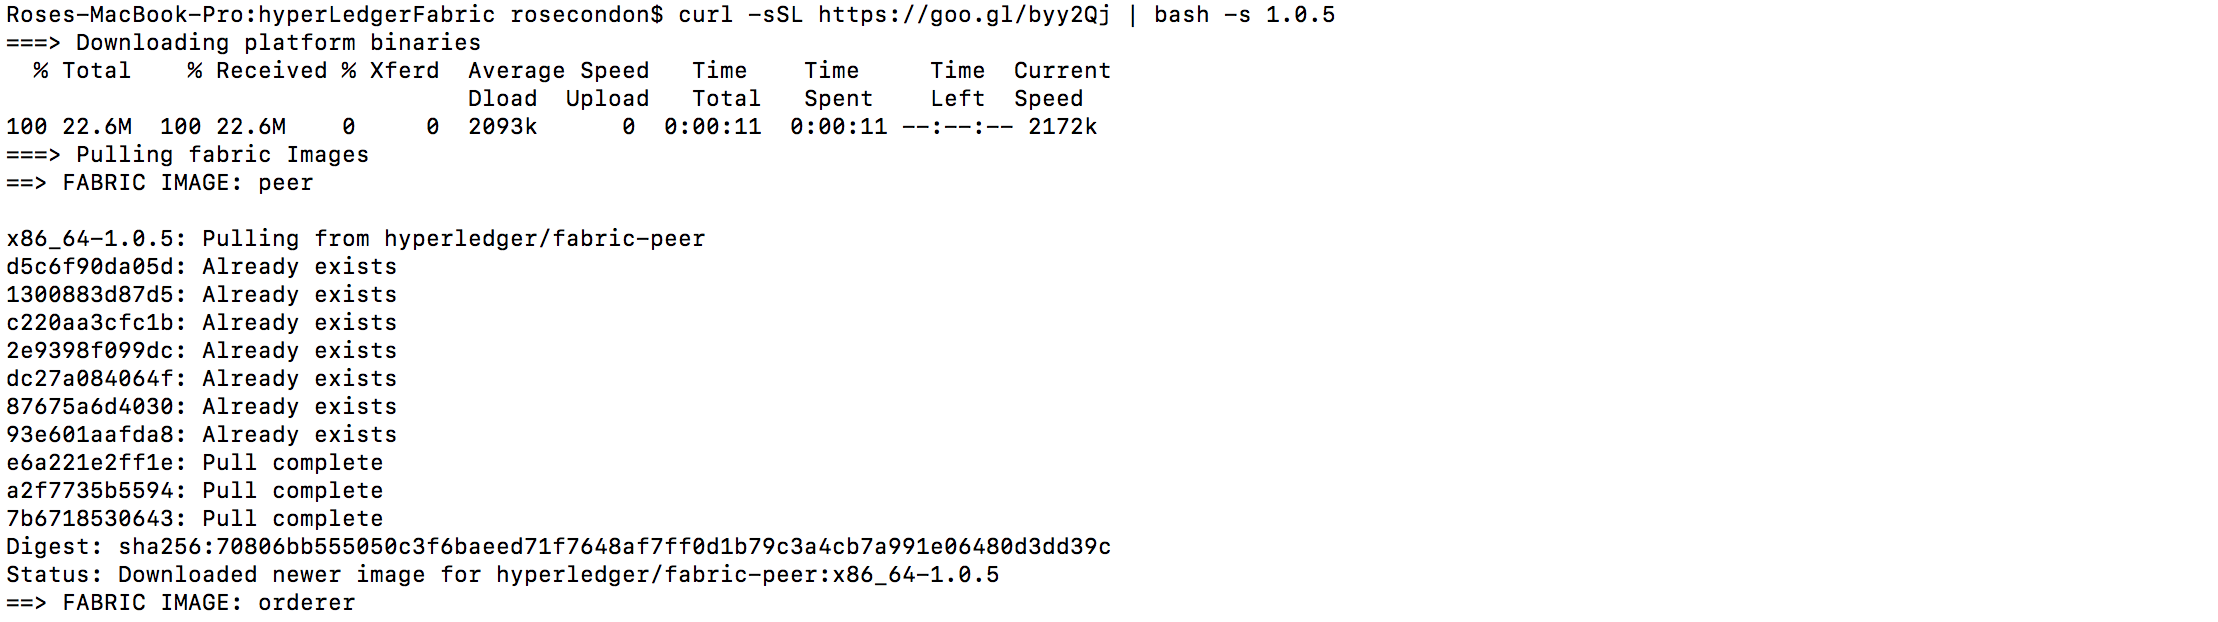 Roses-MacBook-Pro:hyperLedgerFabric rosecondon$ curl -sSL https://goo.gl/byy2Qj | bash -s 1.0.5
===> Downloading platform binaries
  % Total    % Received % Xferd  Average Speed   Time    Time     Time  Current
                                 Dload  Upload   Total   Spent    Left  Speed
100 22.6M  100 22.6M    0     0  2093k      0  0:00:11  0:00:11 --:--:-- 2172k
===> Pulling fabric Images
==> FABRIC IMAGE: peer

x86_64-1.0.5: Pulling from hyperledger/fabric-peer
d5c6f90da05d: Already exists
1300883d87d5: Already exists
c220aa3cfc1b: Already exists
2e9398f099dc: Already exists
dc27a084064f: Already exists
87675a6d4030: Already exists
93e601aafda8: Already exists
e6a221e2ff1e: Pull complete
a2f7735b5594: Pull complete
7b6718530643: Pull complete
Digest: sha256:70806bb555050c3f6baeed71f7648af7ff0d1b79c3a4cb7a991e06480d3dd39c
Status: Downloaded newer image for hyperledger/fabric-peer:x86_64-1.0.5
==> FABRIC IMAGE: orderer